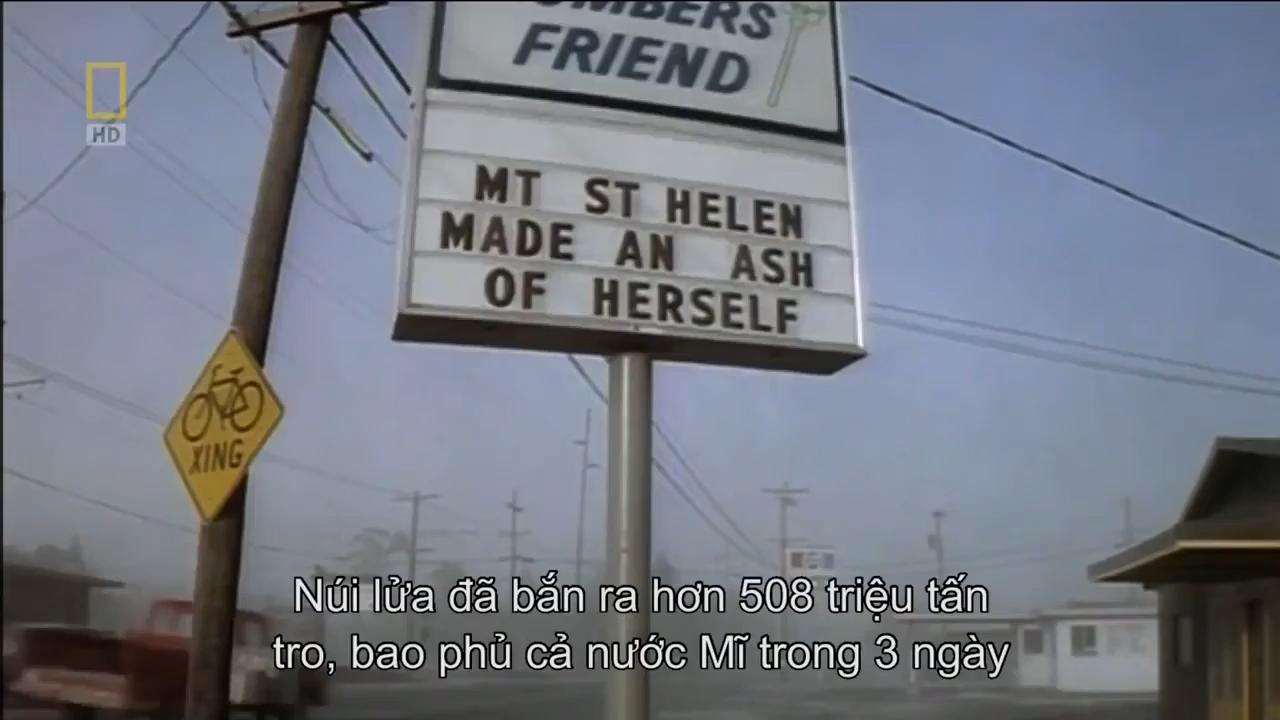 FRIEND
HD
MT ST HELEN
MADE AN ASH
OF HERSELF
XING
Núi lửa đã bắn ra hơn 508 triệu tấn
tro, bao phủ cả nước Mĩ trong 3 ngày